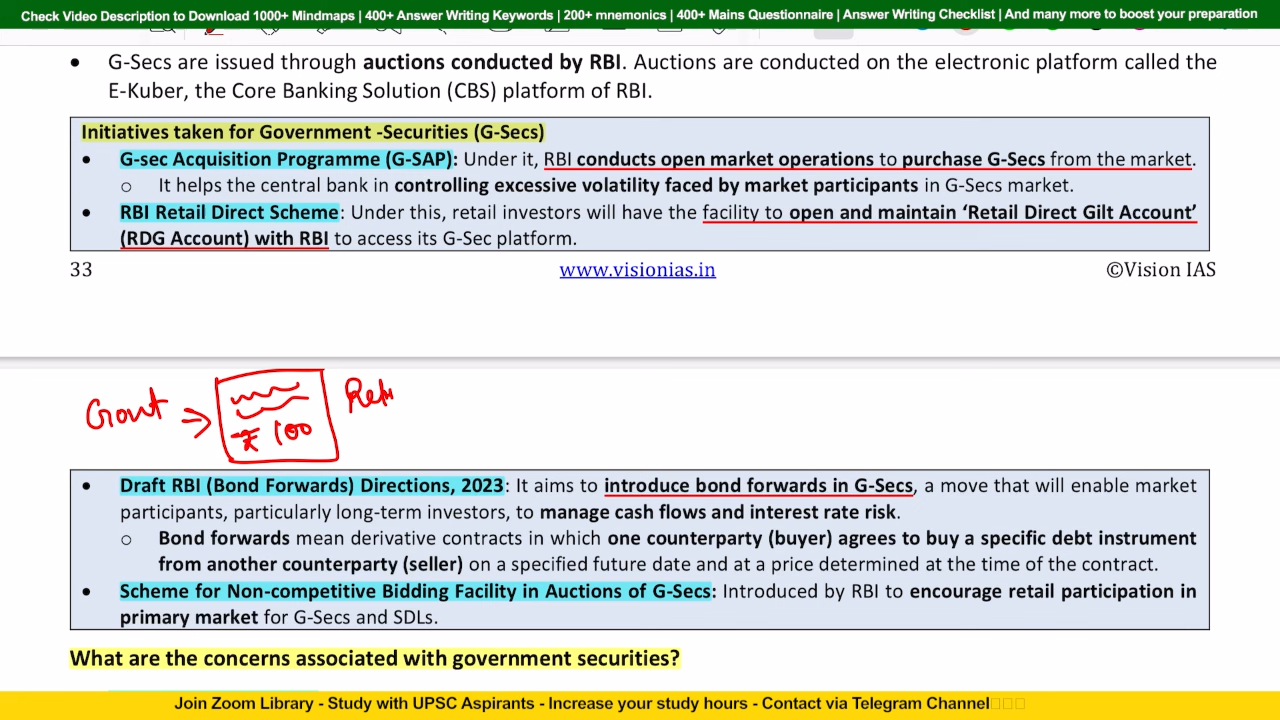 Check Video Description to Download 1000+ Mindmaps | 400+ Answer Writing Keywords | 200+ mnemonics | 400+ Mains Questionnaire | Answer Writing Checklist | And many more to boost your preparation
• G-Secs are issued through auctions conducted by RBI. Auctions are conducted on the electronic platform called the
E-Kuber, the Core Banking Solution (CBS) platform of RBI.
Initiatives taken for Government -Securities (G-Secs)
• G-sec Acquisition Programme (G-SAP): Under it, RBI conducts open market operations to purchase G-Secs from the market.
o It helps the central bank in controlling excessive volatility faced by market participants in G-Secs market.
• RBI Retail Direct Scheme: Under this, retail investors will have the facility to open and maintain ‘Retail Direct Gilt Account’
(RDG Account) with RBI to access its G-Sec platform.
33 www.visionias.in ©Vision IAS
Govt ₹ 100
• Draft RBI (Bond Forwards) Directions, 2023: It aims to introduce bond forwards in G-Secs, a move that will enable market
participants, particularly long-term investors, to manage cash flows and interest rate risk.
o Bond forwards mean derivative contracts in which one counterparty (buyer) agrees to buy a specific debt instrument
from another counterparty (seller) on a specified future date and at a price determined at the time of the contract.
• Scheme for Non-competitive Bidding Facility in Auctions of G-Secs: Introduced by RBI to encourage retail participation in
primary market for G-Secs and SDLs.
What are the concerns associated with government securities?
Join Zoom Library - Study with UPSC Aspirants - Increase your study hours - Contact via Telegram Channel